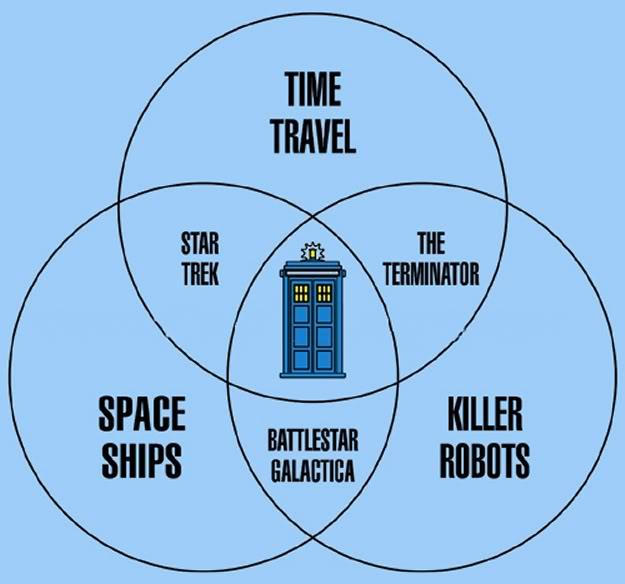 TIME
TRAVEL
STAR
TREK
THE
TERMINATOR
SPACE
SHIPS
BATTLESTAR
GALACTICA
KILLER
ROBOTS